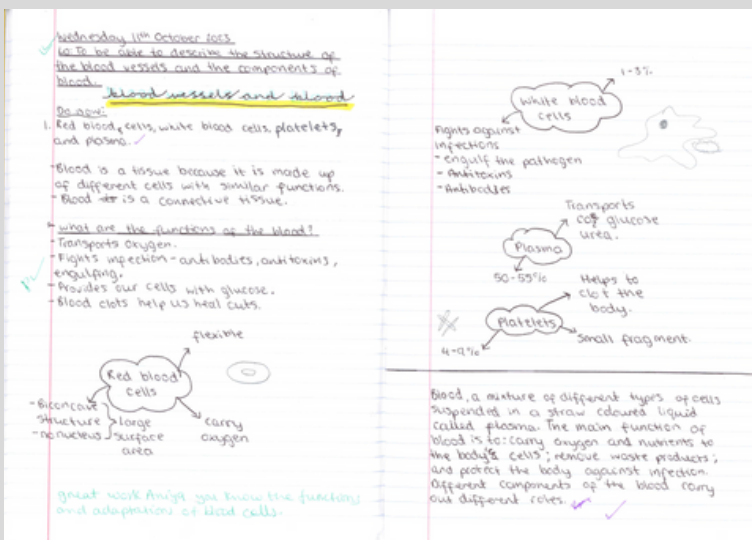 Wednesday 11th October 2023
LO: To be able to describe the structure of
the blood vessels and the components of
blood.
blood vessels and blood
Do now:
1. Red blood cells, white blood cells, platelets,
and plasma.
- Blood is a tissue because it is made up
of different cells with similar functions.
- Blood is a connective tissue.
What are the functions of the blood?
- Transports oxygen.
- Fights infection - antibodies, antitoxins,
engulfing.
- Provides our cells with glucose.
- Blood clots help us heal cuts.
flexible
Red blood
cells
- Biconcave
structure
- no nucleus
Large
surface
area
carry
oxygen
great work you know the functions
and adaptation of blood cells.
1-3%
White blood
cells
Fights against
infections
- engulf the pathogen
- Antitoxins
- Antibodies
Transports
glucose
urea.
Plasma
50-55%
Helps to
clot the
body.
Platelets
Small fragment.
Blood, a mixture of different types of cells
suspended in a straw coloured liquid
called plasma. The main function of
blood is to: carry oxygen and nutrients to
the body's cells; remove waste products;
and protect the body against infection.
Different components of the blood carry
out different roles.